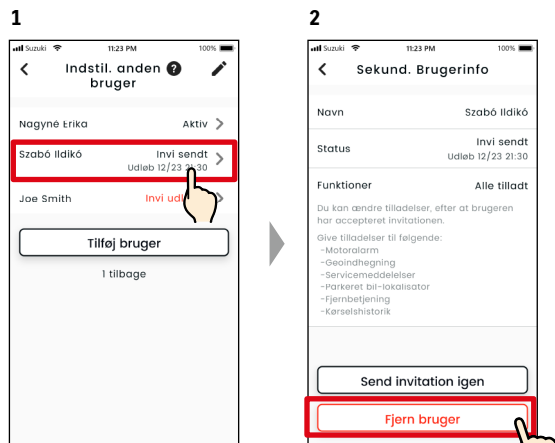 1
Suzuki 11:23 PM 100%
Indstil. anden ?
bruger
Nagyné Erika Aktiv
Szabó Ildikó Invi sendt
Udløb 12/23 21:30
Joe Smith Invi
Tilføj bruger
1 tilbage
2
Suzuki 11:23 PM 100%
Sekund. Brugerinfo
Navn Szabó Ildikó
Status Invi sendt
Udløb 12/23 21:30
Funktioner Alle tilladt
Du kan ændre tilladelser, efter at brugeren
har accepteret invitationen.
Give tilladelser til følgende:
-Motoralarm
-Geoindhegning
-Servicemeddelelser
-Parkeret bil-lokalisator
-Fjernbetjening
-Kørselshistorik
Send invitation igen
Fjern bruger